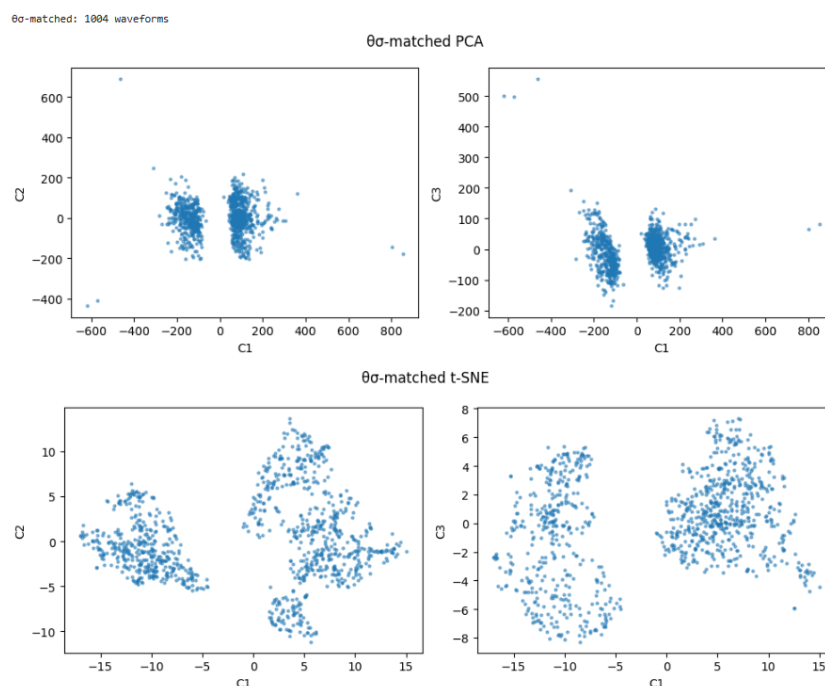 θσ-matched: 1004 waveforms
θσ-matched PCA
600
400
200
0
−200
−400
C2
−600 −400 −200 0 200 400 600 800
C1
500
400
300
200
100
0
−100
−200
C3
−600 −400 −200 0 200 400 600 800
C1
θσ-matched t-SNE
10
5
0
−5
−10
C2
−15 −10 −5 0 5 10 15
C1
8
6
4
2
0
−2
−4
−6
−8
C3
−15 −10 −5 0 5 10 15
C1